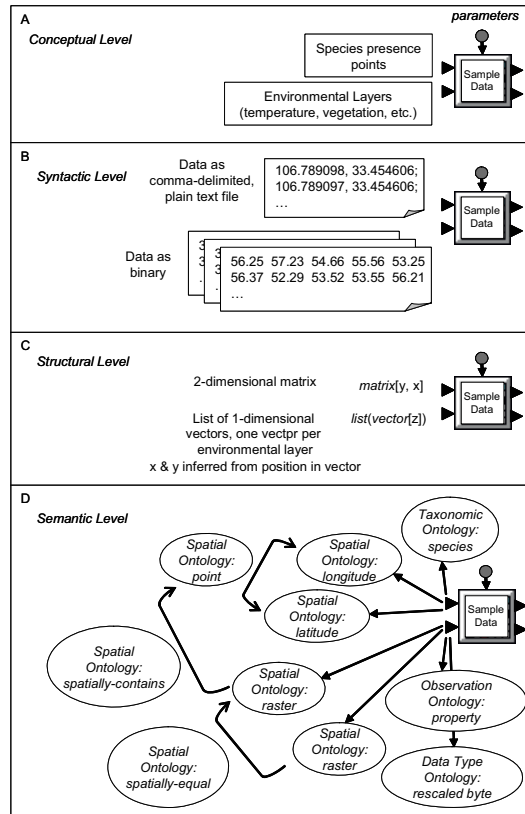 A
Conceptual Level
parameters
Species presence
points
Environmental Layers
(temperature, vegetation, etc.)
Sample
Data
B
Syntactic Level
Data as
comma-delimited,
plain text file
106.789098, 33.454606;
106.789097, 33.454606;
…
Sample
Data
Data as
binary
3
3
3
.
56.25 57.23 54.66 55.56 53.25
56.37 52.29 53.52 53.55 56.21
…
C
Structural Level
2-dimensional matrix
matrix[y, x]
List of 1-dimensional
vectors, one vectpr per
environmental layer
list(vector[z])
x & y inferred from position in vector
Sample
Data
D
Semantic Level
Taxonomic
Ontology:
species
Spatial
Ontology:
point
Spatial
Ontology:
longitude
Spatial
Ontology:
latitude
Sample
Data
Spatial
Ontology:
spatially-contains
Spatial
Ontology:
raster
Observation
Ontology:
property
Spatial
Ontology:
spatially-equal
Spatial
Ontology:
raster
Data Type
Ontology:
rescaled byte